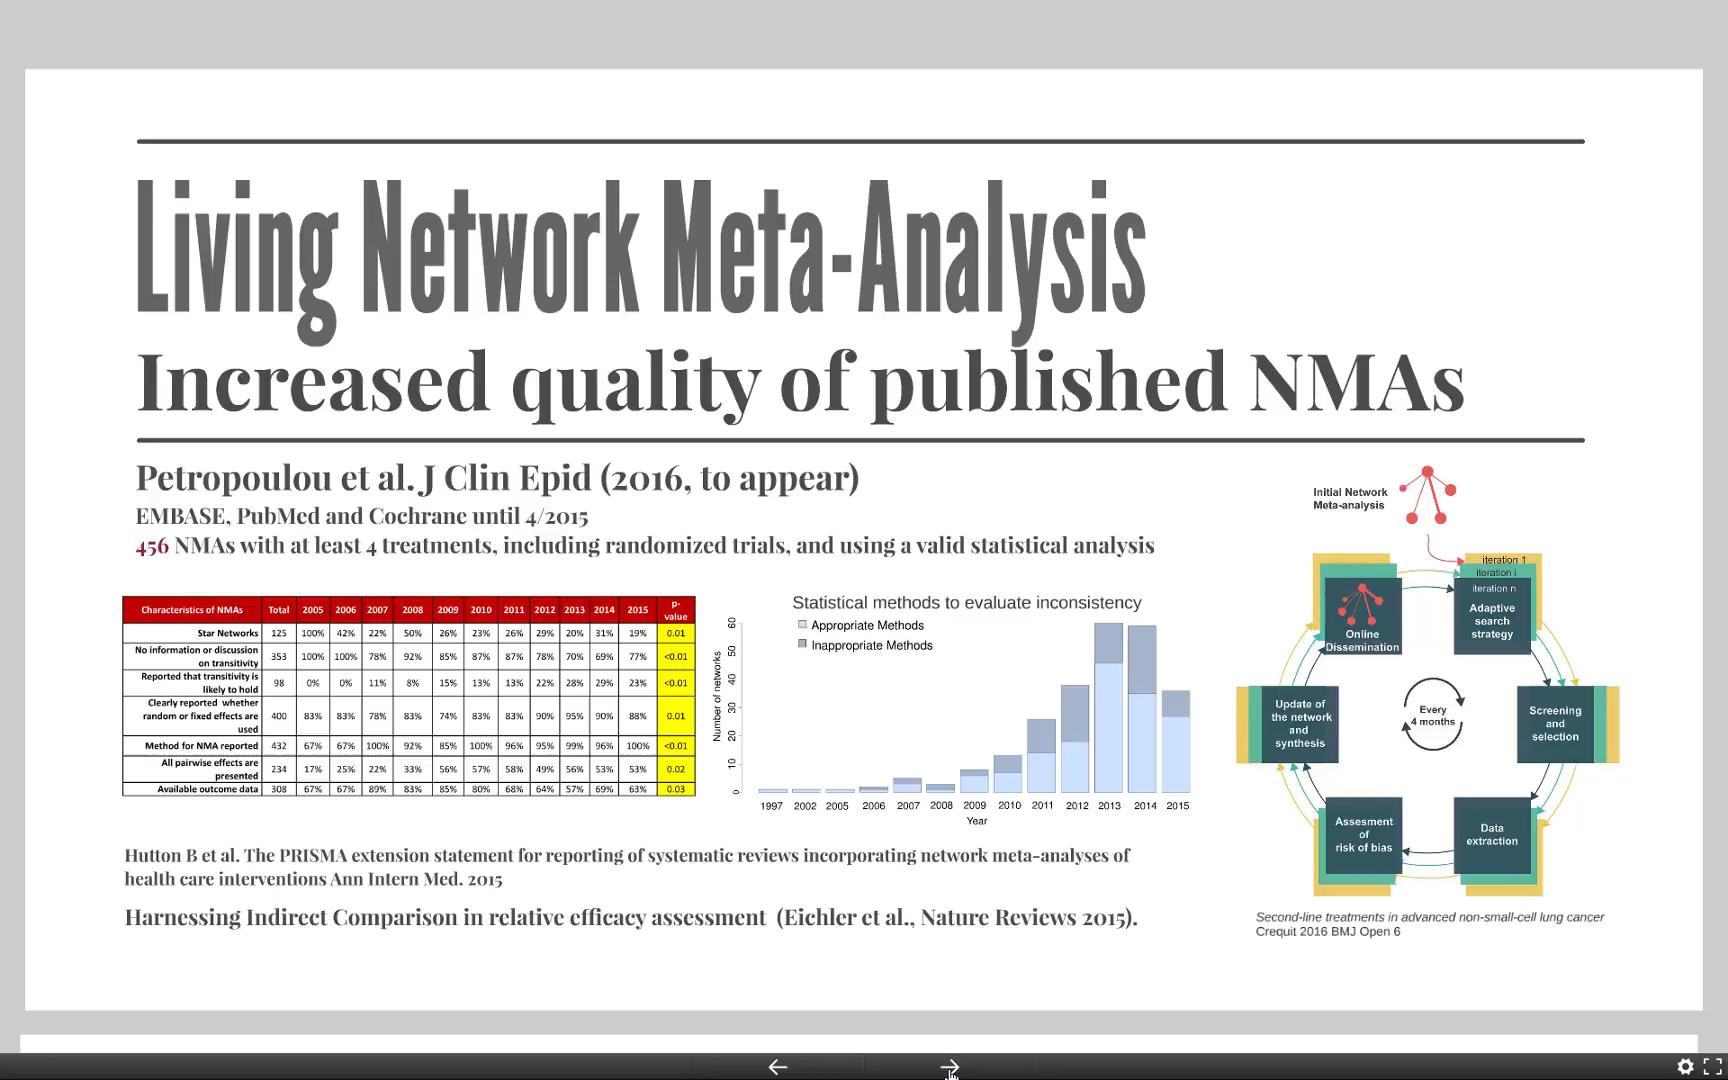 Living Network Meta-Analysis
Increased quality of published NMAs
Petropoulou et al. J Clin Epid (2016, to appear)
EMBASE, PubMed and Cochrane until 4/2015
456 NMAs with at least 4 treatments, including randomized trials, and using a valid statistical analysis
Characteristics of NMAs Total 2005 2006 2007 2008 2009 2010 2011 2012 2013 2014 2015 p-value
Star Networks 125 100% 42% 22% 50% 26% 23% 26% 29% 20% 31% 19% 0.01
No information or discussion
on transitivity 353 100% 100% 78% 92% 85% 87% 87% 78% 70% 69% 77% <0.01
Reported that transitivity is
likely to hold 98 0% 0% 11% 8% 15% 13% 13% 22% 28% 29% 23% <0.01
Clearly reported whether
random or fixed effects are
used 400 83% 83% 78% 83% 74% 83% 83% 90% 95% 90% 88% 0.01
Method for NMA reported 432 67% 67% 100% 92% 85% 100% 96% 95% 99% 96% 100% <0.01
All pairwise effects are
presented 234 17% 25% 22% 33% 56% 57% 58% 49% 56% 53% 53% 0.02
Available outcome data 308 67% 67% 89% 83% 85% 80% 68% 64% 57% 69% 63% 0.03
Statistical methods to evaluate inconsistency
Appropriate Methods
Inappropriate Methods
Number of networks
60
50
40
30
20
10
0
1997 2002 2005 2006 2007 2008 2009 2010 2011 2012 2013 2014 2015
Year
Initial Network
Meta-analysis
iteration 1
iteration i
iteration n
Adaptive
search
strategy
Screening
and
selection
Data
extraction
Assesment
of
risk of bias
Update of
the network
and
synthesis
Online
Dissemination
Every
4 months
Second-line treatments in advanced non-small-cell lung cancer
Crequit 2016 BMJ Open 6
Hutton B et al. The PRISMA extension statement for reporting of systematic reviews incorporating network meta-analyses of
health care interventions Ann Intern Med. 2015
Harnessing Indirect Comparison in relative efficacy assessment (Eichler et al., Nature Reviews 2015).